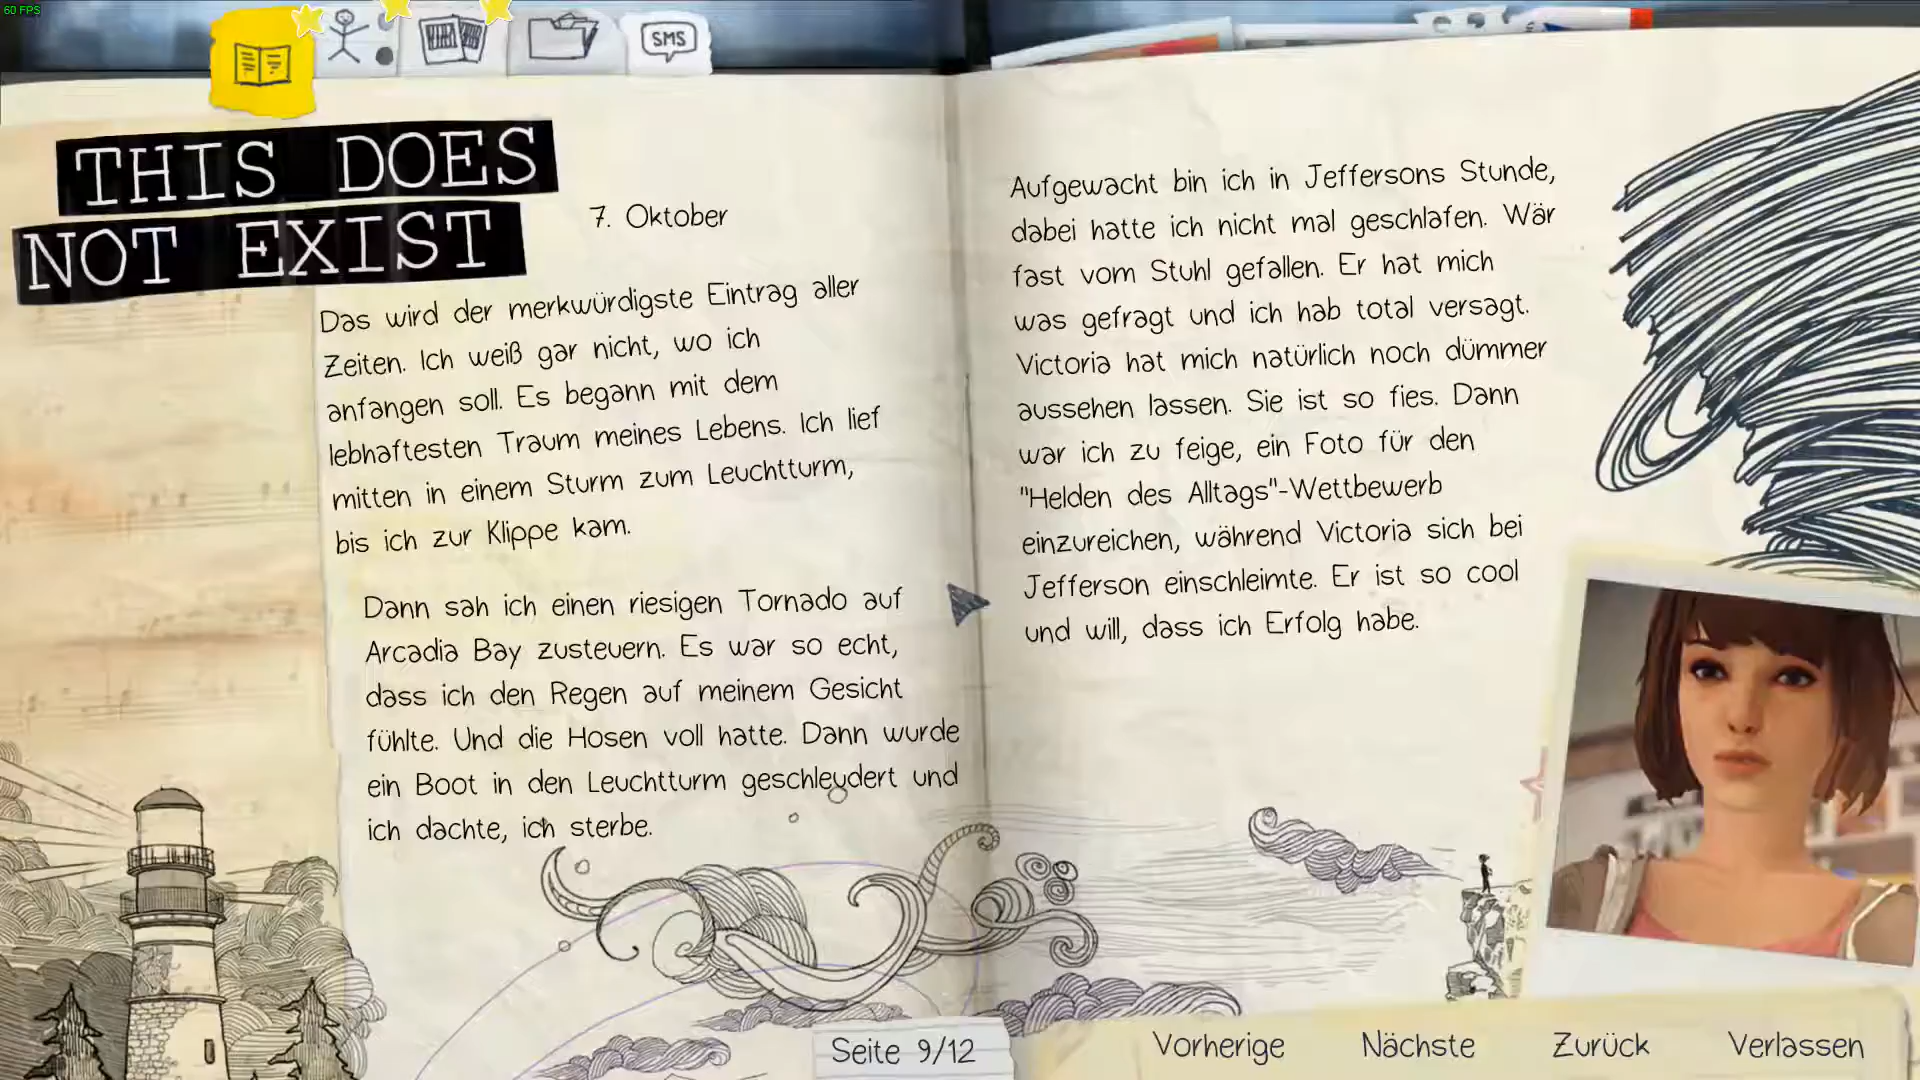 60 FPS
SMS
THIS DOES
NOT EXIST
7. Oktober
Das wird der merkwürdigste Eintrag aller
Zeiten. Ich weiß gar nicht, wo ich
anfangen soll. Es begann mit dem
lebhaftesten Traum meines Lebens. Ich lief
mitten in einem Sturm zum Leuchtturm,
bis ich zur Klippe kam.
Dann sah ich einen riesigen Tornado auf
Arcadia Bay zusteuern. Es war so echt,
dass ich den Regen auf meinem Gesicht
fühlte. Und die Hosen voll hatte. Dann wurde
ein Boot in den Leuchtturm geschleudert und
ich dachte, ich sterbe.
Aufgewacht bin ich in Jeffersons Stunde,
dabei hatte ich nicht mal geschlafen. Wär
fast vom Stuhl gefallen. Er hat mich
was gefragt und ich hab total versagt.
Victoria hat mich natürlich noch dümmer
aussehen lassen. Sie ist so fies. Dann
war ich zu feige, ein Foto für den
"Helden des Alltags"-Wettbewerb
einzureichen, während Victoria sich bei
Jefferson einschleimte. Er ist so cool
und will, dass ich Erfolg habe.
Seite 9/12
Vorherige
Nächste
Zurück
Verlassen